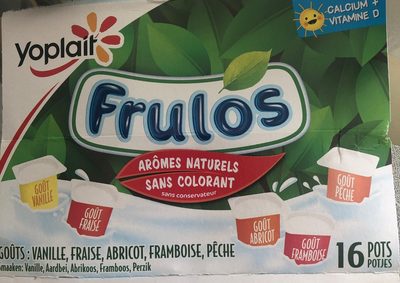 Yoplait
CALCIUM +
VITAMINE D
Frulos
ARÔMES NATURELS
SANS COLORANT
sans conservateur
GOÛT
VANILLE
GOÛT
FRAISE
GOÛT
ABRICOT
GOÛT
FRAMBOISE
GOÛT
PÊCHE
GOÛTS : VANILLE, FRAISE, ABRICOT, FRAMBOISE, PÊCHE
smaaken: Vanille, Aardbei, Abrikoos, Framboos, Perzik
16 POTS
POTJES